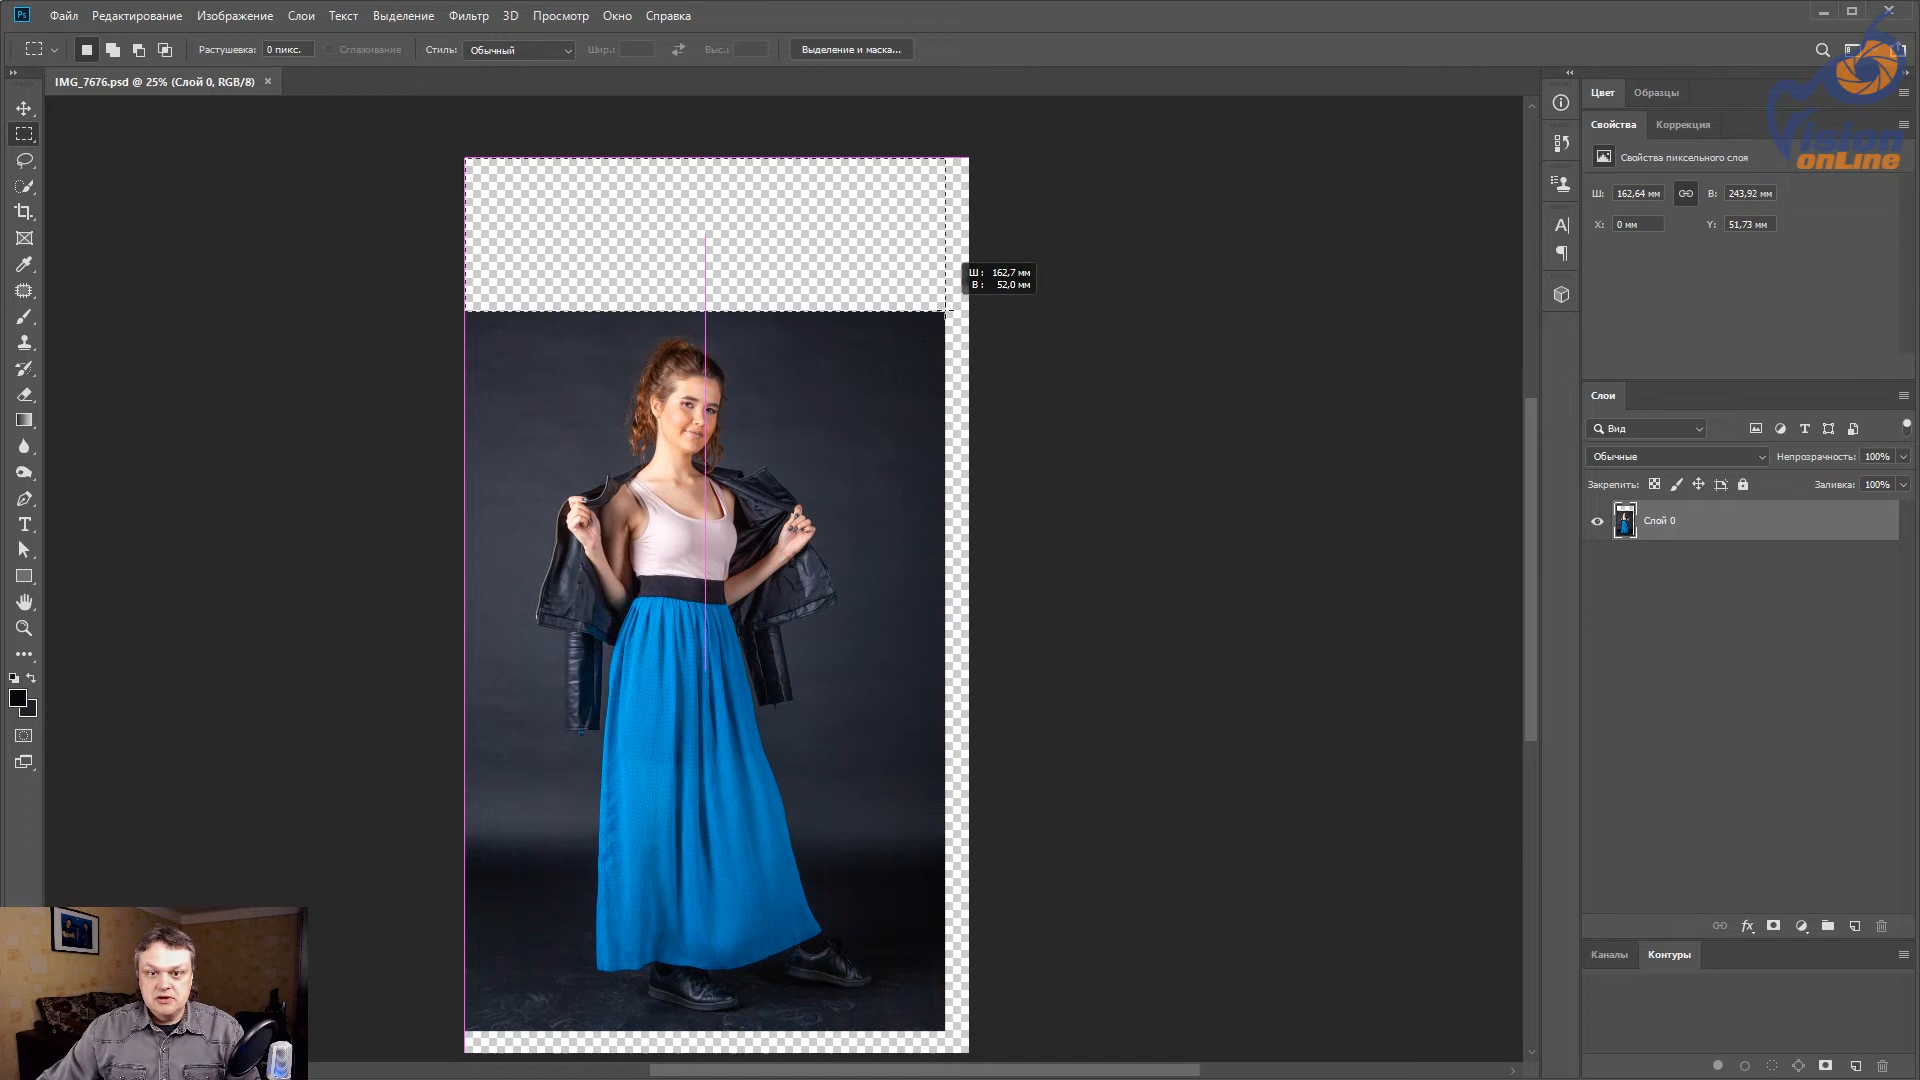 Ps Файл Редактирование Изображение Слои Текст Выделение Фильтр 3D Просмотр Окно Справка
Растушевка: 0 пикс. Сглаживание Стиль: Обычный Шир.: Выс.: Выделение и маска...
IMG_7676.psd @ 25% (Слой 0, RGB/8)
Цвет Образцы
Свойства Коррекция
Vision
onLine
Свойства пиксельного слоя
Ш: 162,64 мм В: 243,92 мм
X: 0 мм Y: 51,73 мм
Ш: 162,7 мм
В: 52,0 мм
Слои
Вид
Обычные Непрозрачность: 100%
Закрепить: Заливка: 100%
Слой 0
fx
Каналы Контуры